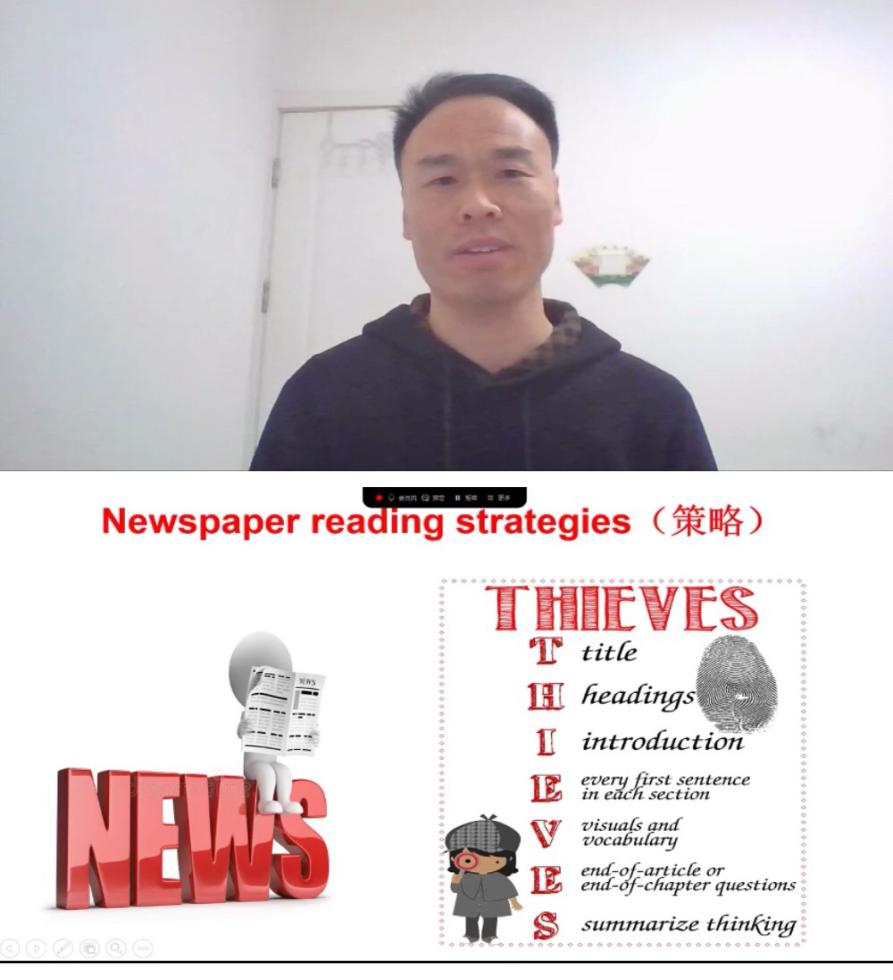 Newspaper reading strategies（策略）
THIEVES
T title
H headings
I introduction
E every first sentence
in each section
V visuals and
vocabulary
E end-of-article or
end-of-chapter questions
S summarize thinking
NEWS
NEWS